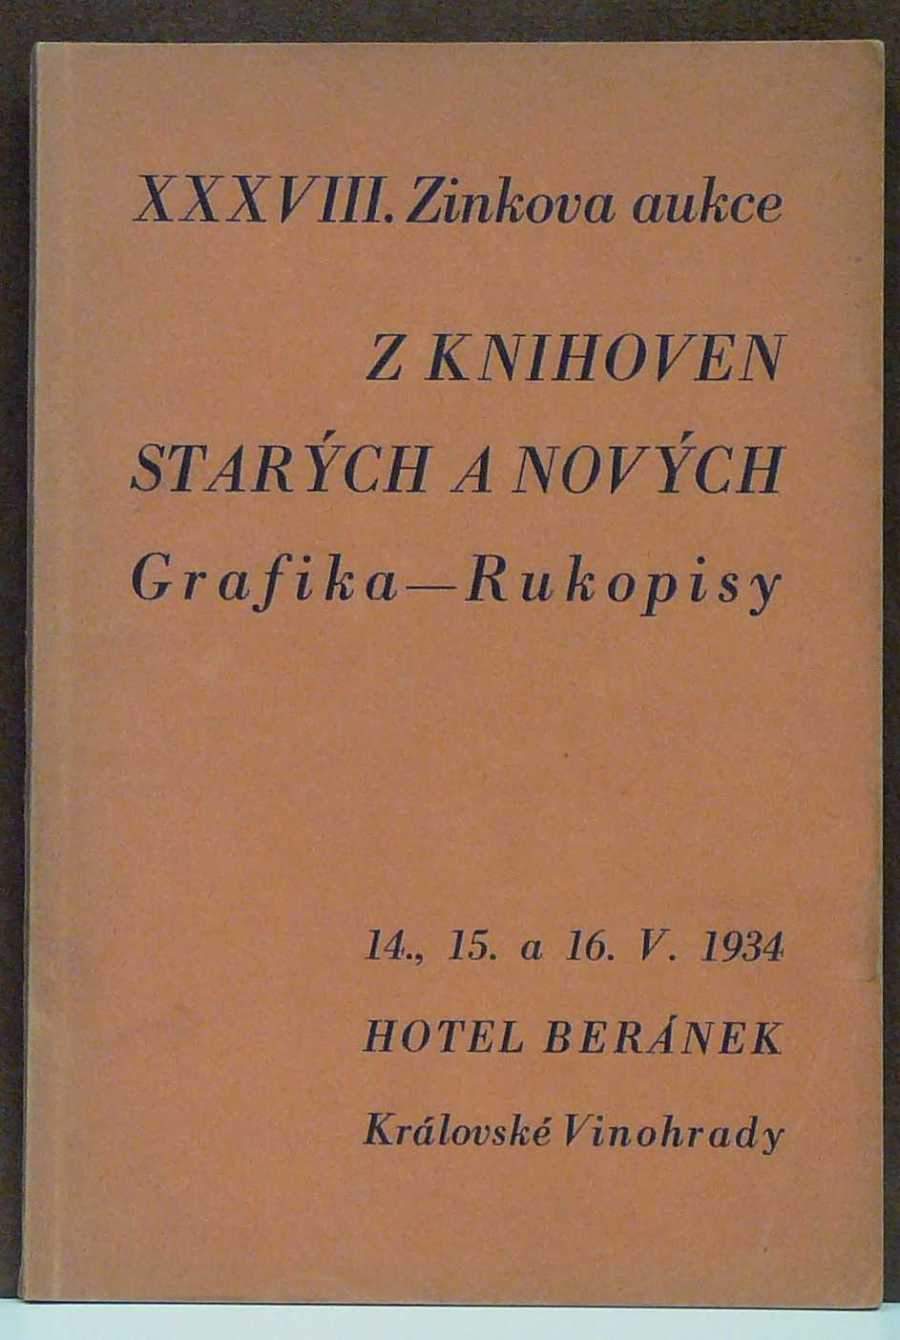 XXXVIII. Zinkova aukce
Z KNIHOVEN
STARÝCH A NOVÝCH
Grafika—Rukopisy
14., 15. a 16. V. 1934
HOTEL BERÁNEK
Královské Vinohrady